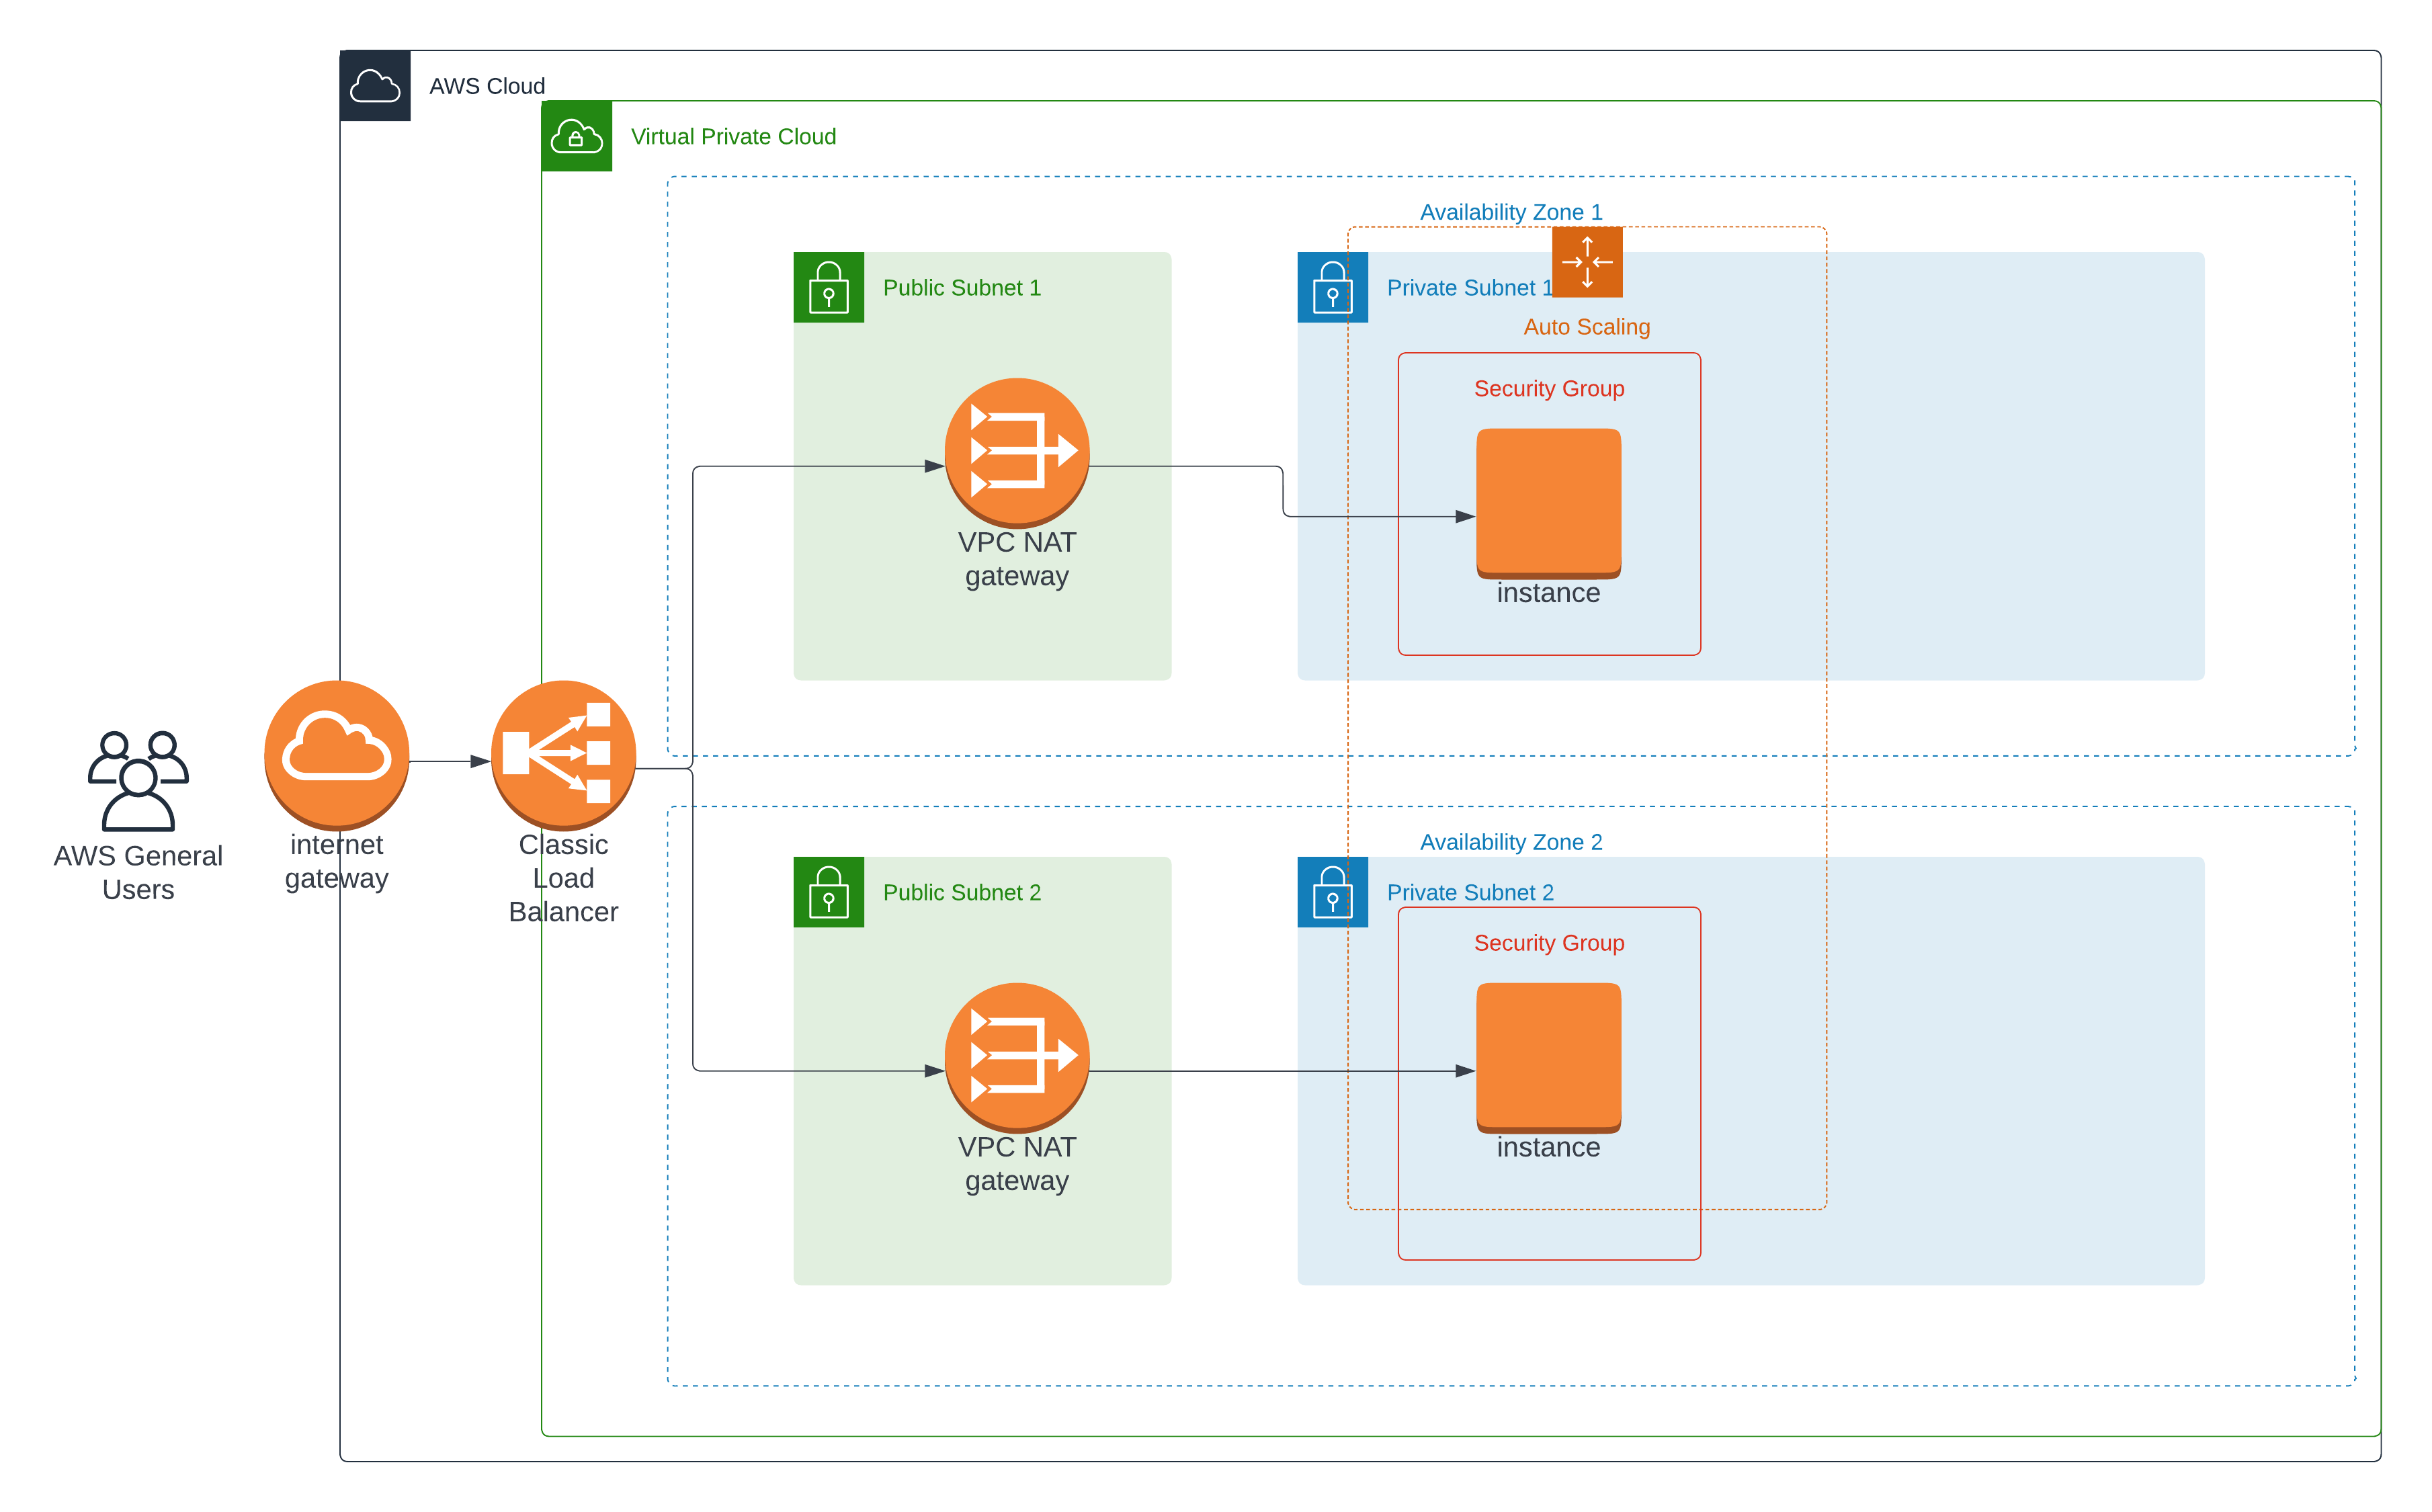 AWS Cloud
Virtual Private Cloud
Availability Zone 1
Public Subnet 1
Private Subnet 1
Auto Scaling
Security Group
VPC NAT
gateway
instance
AWS General
Users
internet
gateway
Classic
Load
Balancer
Availability Zone 2
Public Subnet 2
Private Subnet 2
Security Group
VPC NAT
gateway
instance